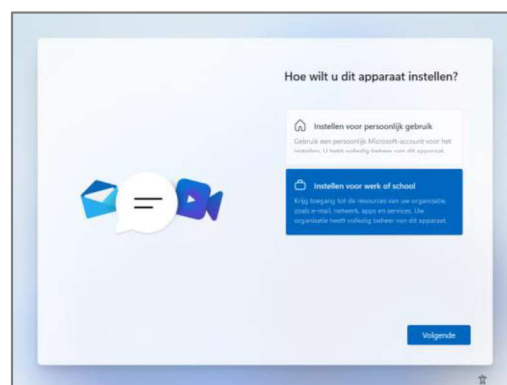 Hoe wilt u dit apparaat instellen?
Instellen voor persoonlijk gebruik
Gebruik een persoonlijk Microsoft-account voor het
instellen. U hebt volledig beheer van dit apparaat.
Instellen voor werk of school
Krijg toegang tot de resources van uw organisatie,
zoals e-mail, netwerk, apps en services. Uw
organisatie heeft volledig beheer van dit apparaat.
Volgende